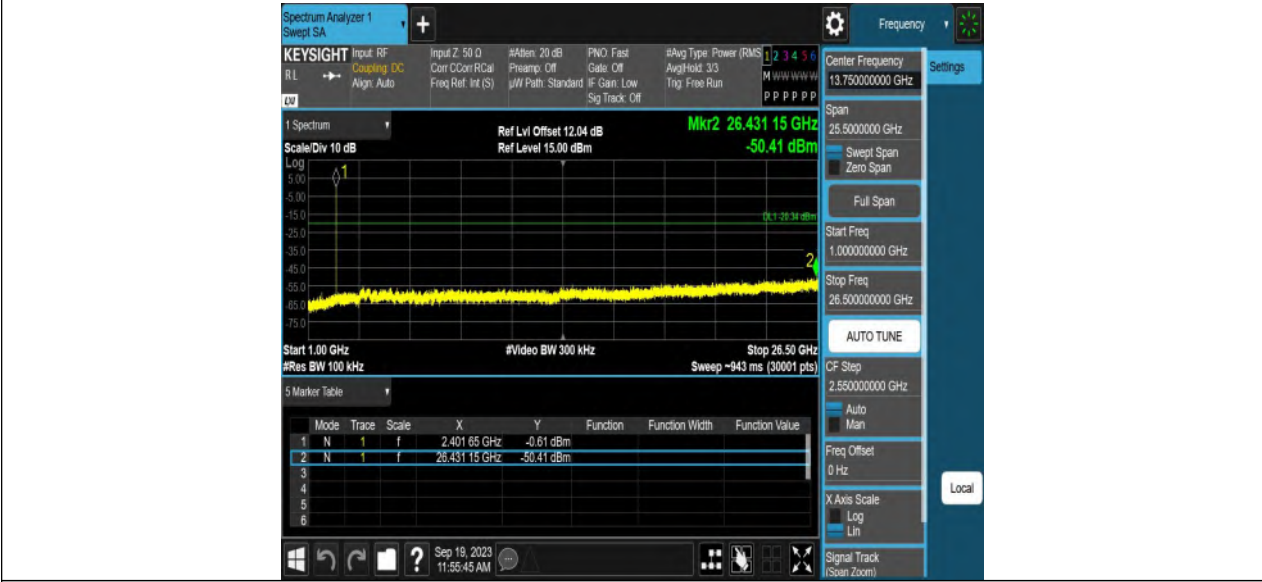 Spectrum Analyzer 1
Swept SA
+
Frequency
KEYSIGHT Input: RF Input Z: 50 Ω #Atten: 20 dB PNO: Fast #Avg Type: Power (RMS 1 2 3 4 5 6
RL Coupling: DC Corr CCorr RCal Preamp: Off Gate: Off Avg|Hold: 3/3 M W W W W W
Align: Auto Freq Ref: Int (S) µW Path: Standard IF Gain: Low Trig: Free Run
Sig Track: Off P P P P P P
LXI
1 Spectrum
Ref Lvl Offset 12.04 dB
Mkr2 26.431 15 GHz
Scale/Div 10 dB
Ref Level 15.00 dBm
-50.41 dBm
Log
5.00
-5.00
-15.0
-25.0
-35.0
-45.0
-55.0
-65.0
-75.0
1
DL1 -20.34 dBm
2
Start 1.00 GHz #Video BW 300 kHz Stop 26.50 GHz
#Res BW 100 kHz Sweep ~943 ms (30001 pts)
5 Marker Table
Mode Trace Scale X Y Function Function Width Function Value
1 N 1 f 2.401 65 GHz -0.61 dBm
2 N 1 f 26.431 15 GHz -50.41 dBm
3
4
5
6
?
Sep 19, 2023
11:55:45 AM
Center Frequency
13.750000000 GHz
Settings
Span
25.5000000 GHz
Swept Span
Zero Span
Full Span
Start Freq
1.000000000 GHz
Stop Freq
26.500000000 GHz
AUTO TUNE
CF Step
2.550000000 GHz
Auto
Man
Freq Offset
0 Hz
X Axis Scale
Log
Lin
Local
Signal Track
(Span Zoom)